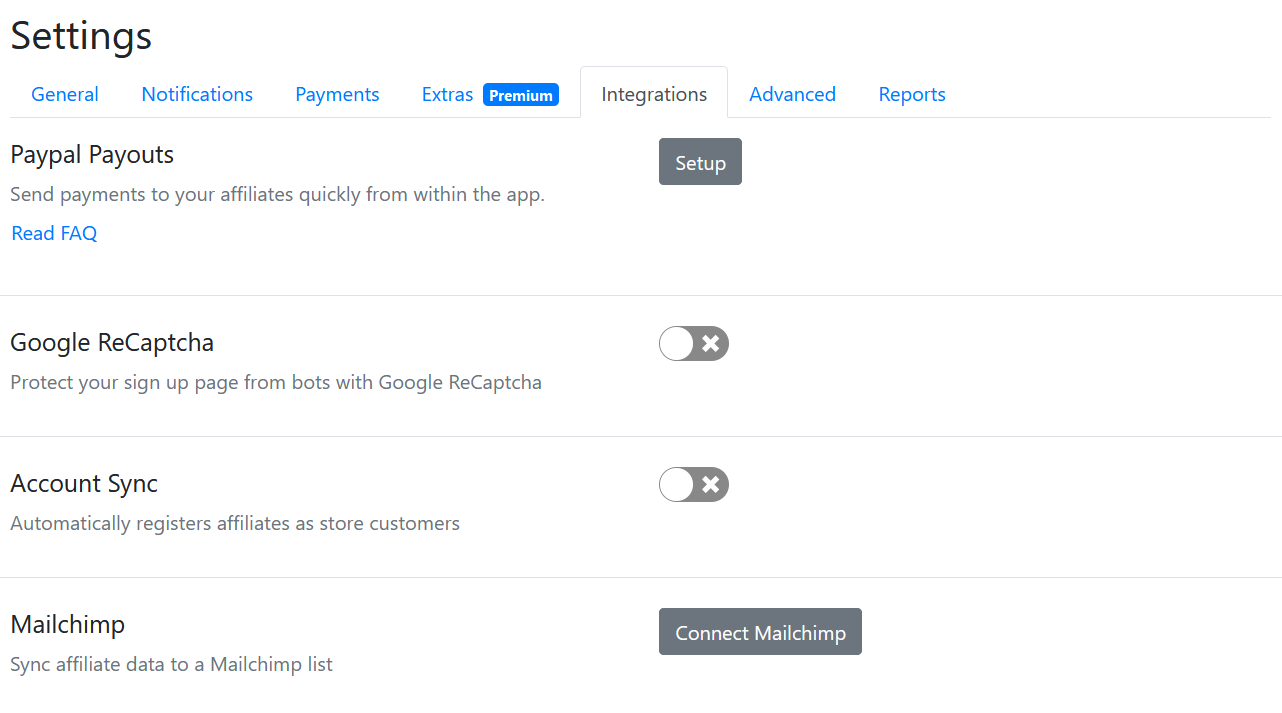 Settings
General Notifications Payments Extras Premium Integrations Advanced Reports
Paypal Payouts
Setup
Send payments to your affiliates quickly from within the app.
Read FAQ
Google ReCaptcha
Protect your sign up page from bots with Google ReCaptcha
Account Sync
Automatically registers affiliates as store customers
Mailchimp
Connect Mailchimp
Sync affiliate data to a Mailchimp list